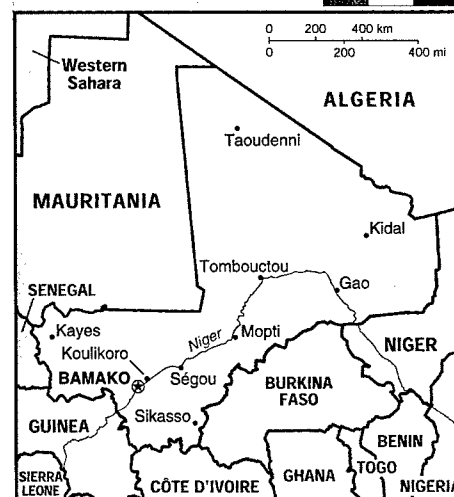 0 200 400 km
0 200 400 mi
Western
Sahara
ALGERIA
Taoudenni
MAURITANIA
Kidal
Tombouctou
Gao
SENEGAL
Niger
Mopti
Kayes
Koulikoro
NIGER
BAMAKO
Ségou
BURKINA
FASO
Sikasso
GUINEA
BENIN
SIERRA
LEONE
CÔTE D'IVOIRE
GHANA
TOGO
NIGERIA